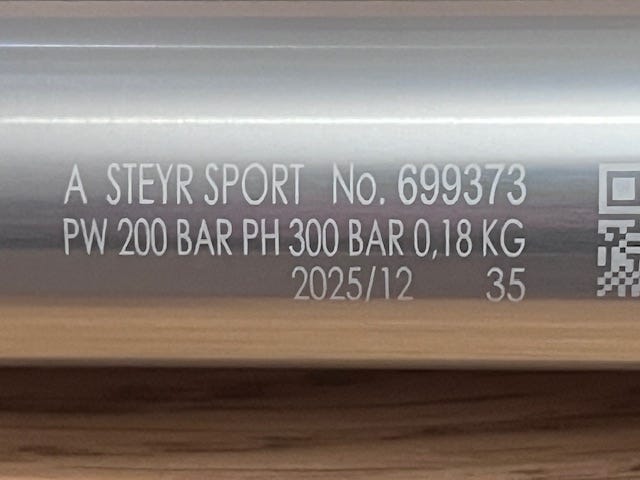 A STEYR SPORT No. 699373
PW 200 BAR PH 300 BAR 0,18 KG
2025/12 35